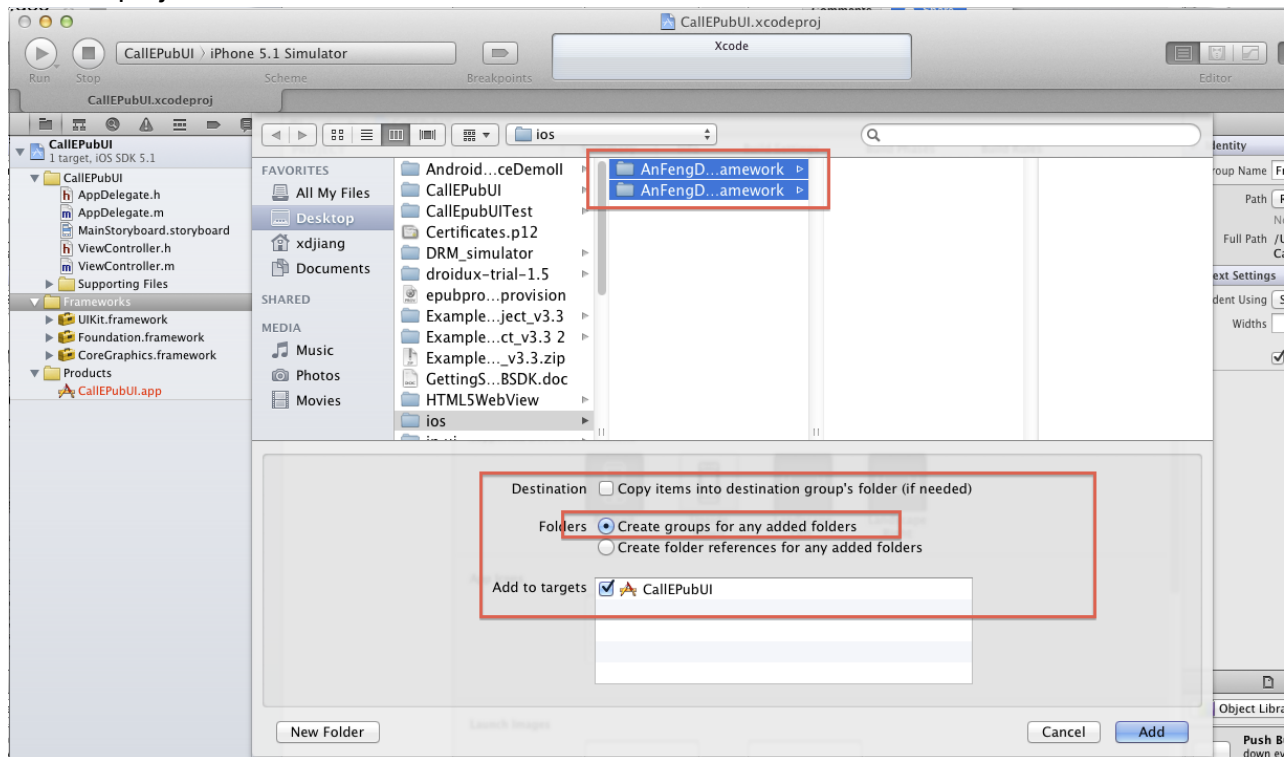 CallEPubUI.xcodeproj
CallEPubUI › iPhone 5.1 Simulator
Xcode
Run
Stop
Scheme
Breakpoints
Editor
CallEPubUI.xcodeproj
CallEPubUI
1 target, iOS SDK 5.1
CallEPubUI
AppDelegate.h
AppDelegate.m
MainStoryboard.storyboard
ViewController.h
ViewController.m
Supporting Files
Frameworks
UIKit.framework
Foundation.framework
CoreGraphics.framework
Products
CallEPubUI.app
ios
FAVORITES
All My Files
Desktop
xdjiang
Documents
SHARED
MEDIA
Music
Photos
Movies
Android...ceDemoII
CallEPubUI
CallEpubUITest
Certificates.p12
DRM_simulator
droidux-trial-1.5
epubpro...provision
Example...ject_v3.3
Example...ct_v3.3 2
Example..._v3.3.zip
GettingS...BSDK.doc
HTML5WebView
ios
AnFengD...amework
AnFengD...amework
Destination
Copy items into destination group's folder (if needed)
Folders
Create groups for any added folders
Create folder references for any added folders
Add to targets
CallEPubUI
New Folder
Launch Images
Cancel
Add
Path
Full Path /U
Widths
Object Libra
Push B
down ev